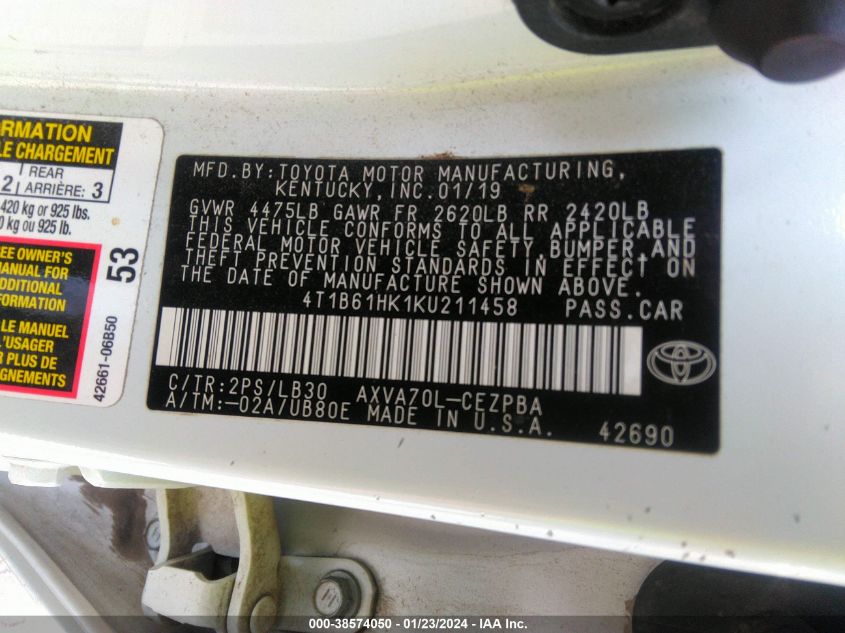 RMATION
LE CHARGEMENT
2 REAR 3
ARRIÈRE:
420 kg or 925 lbs.
0 kg ou 925 lb.
EE OWNER'S
MANUAL FOR
DDITIONAL
FORMATION
LE MANUEL
L'USAGER
R PLUS DE
GNEMENTS
53
42661-06B50
MFD.BY:TOYOTA MOTOR MANUFACTURING,
KENTUCKY, INC.01/19
GVWR 4475LB GAWR FR 2620LB RR 2420LB
THIS VEHICLE CONFORMS TO ALL APPLICABLE
FEDERAL MOTOR VEHICLE SAFETY,BUMPER,AND
THEFT PREVENTION STANDARDS IN EFFECT ON
THE DATE OF MANUFACTURE SHOWN ABOVE.
4T1B61HK1KU211458 PASS.CAR
C/TR:2PS/LB30 AXVA70L-CEZPBA
A/TM:-02A/UB80E MADE IN U.S.A. 42690
000-38574050 - 01/23/2024 - IAA Inc.